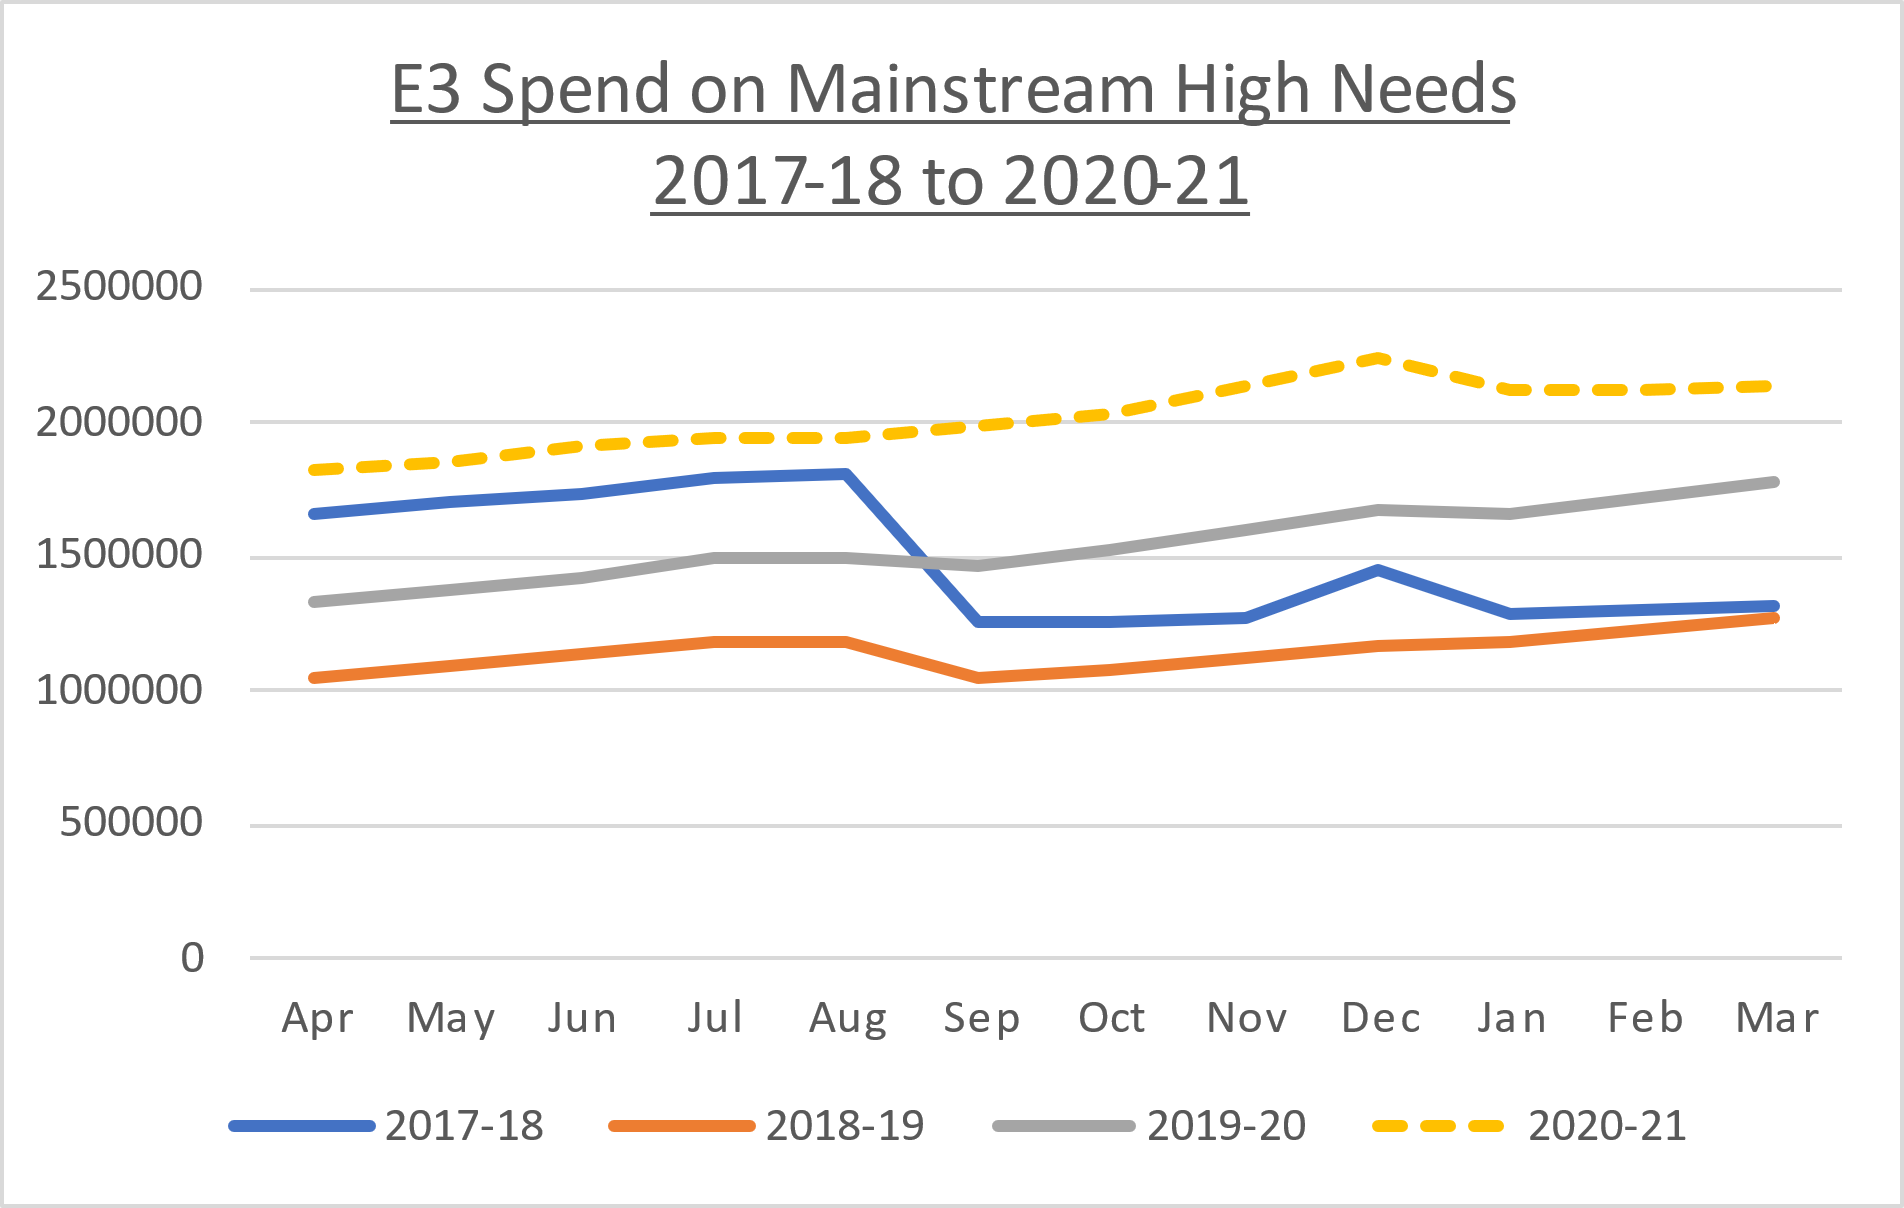 E3 Spend on Mainstream High Needs
2017-18 to 2020-21
2500000
2000000
1500000
1000000
500000
0
Apr May Jun Jul Aug Sep Oct Nov Dec Jan Feb Mar
2017-18 2018-19 2019-20 2020-21